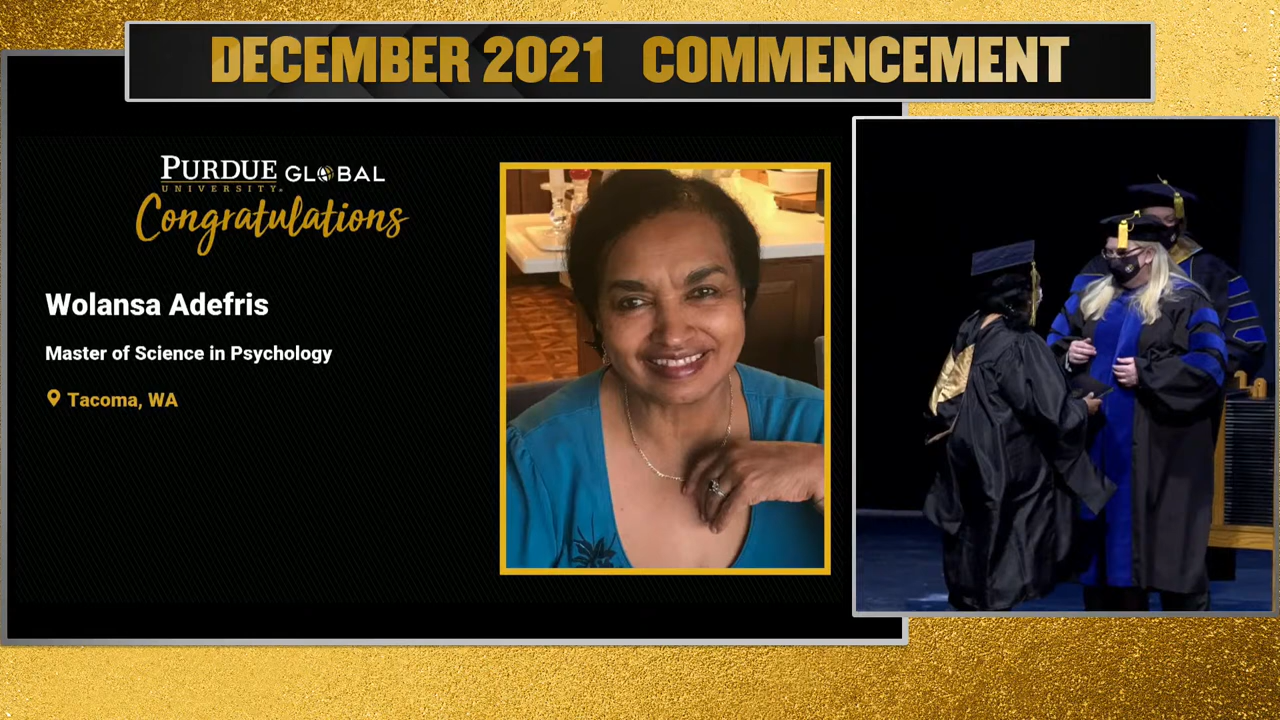 DECEMBER 2021 COMMENCEMENT
PURDUE GLOBAL
UNIVERSITY
Congratulations
Wolansa Adefris
Master of Science in Psychology
Tacoma, WA